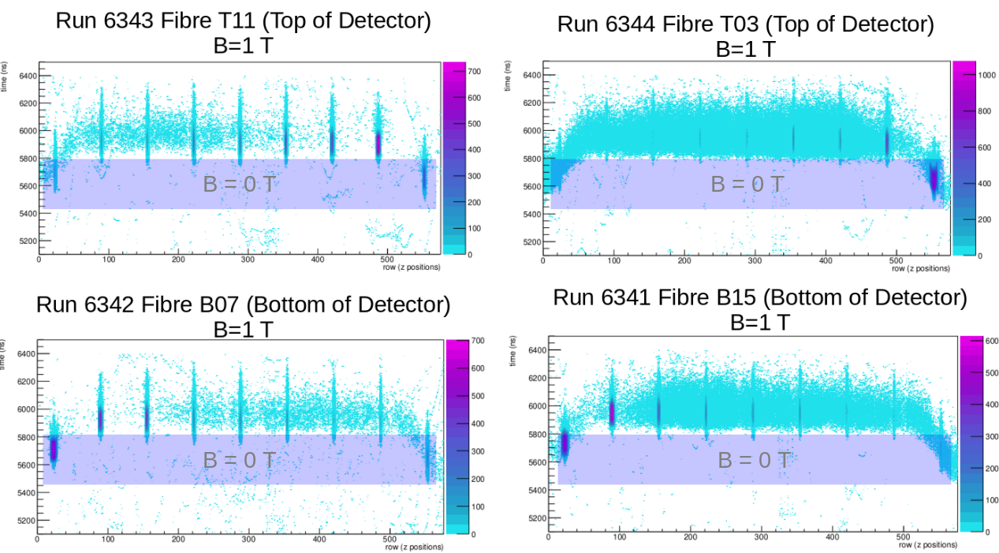 Run 6343 Fibre T11 (Top of Detector)
B=1 T
time (ns)
6400
6200
6000
5800
5600
5400
5200
B = 0 T
0 100 200 300 400 500
row (z positions)
700
600
500
400
300
200
100
0
Run 6344 Fibre T03 (Top of Detector)
B=1 T
time (ns)
6400
6200
6000
5800
5600
5400
5200
B = 0 T
0 100 200 300 400 500
row (z positions)
1000
800
600
400
200
0
Run 6342 Fibre B07 (Bottom of Detector)
B=1 T
time (ns)
6400
6200
6000
5800
5600
5400
5200
B = 0 T
0 100 200 300 400 500
row (z positions)
700
600
500
400
300
200
100
0
Run 6341 Fibre B15 (Bottom of Detector)
B=1 T
time (ns)
6400
6200
6000
5800
5600
5400
5200
B = 0 T
0 100 200 300 400 500
row (z positions)
600
500
400
300
200
100
0